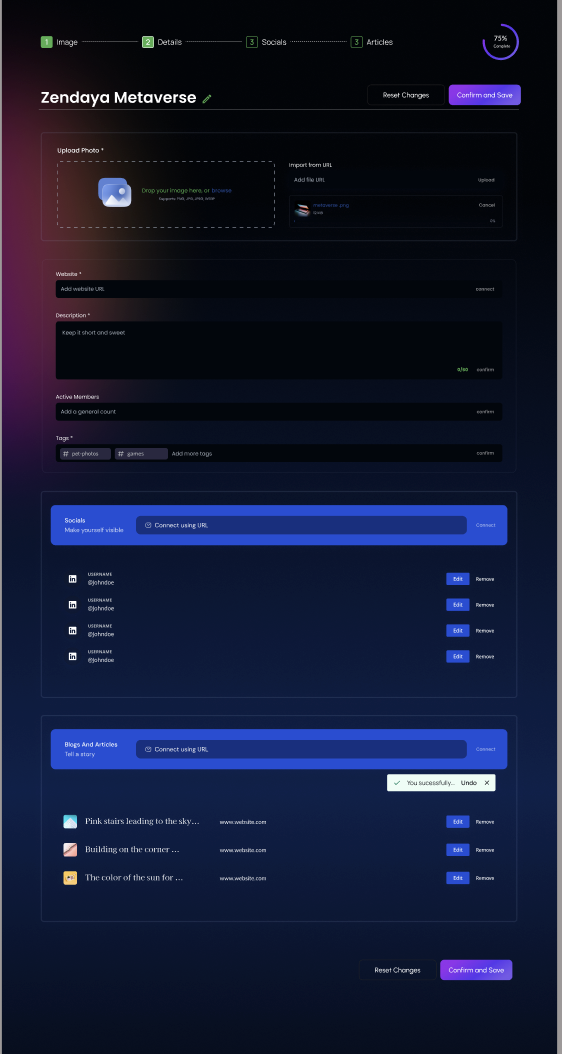 1 Image 2 Details 3 Socials 3 Articles
75%
Complete
Zendaya Metaverse
Reset Changes Confirm and Save
Upload Photo *
Drop your image here, or browse
Supports: PNG, JPG, JPEG, WEBP
Import from URL
Add file URL Upload
metaverse.png Cancel
Website *
Add website URL connect
Description *
Keep it short and sweet
0/50 confirm
Active Members
Add a general count confirm
Tags *
# pet-photos # games Add more tags confirm
Socials
Make yourself visible
Connect using URL Connect
USERNAME
@johndoe
Edit Remove
USERNAME
@johndoe
Edit Remove
USERNAME
@johndoe
Edit Remove
USERNAME
@johndoe
Edit Remove
Blogs And Articles
Tell a story
Connect using URL Connect
You sucessfully... Undo
Pink stairs leading to the sky... www.website.com Edit Remove
Building on the corner ... www.website.com Edit Remove
The color of the sun for ... www.website.com Edit Remove
Reset Changes Confirm and Save